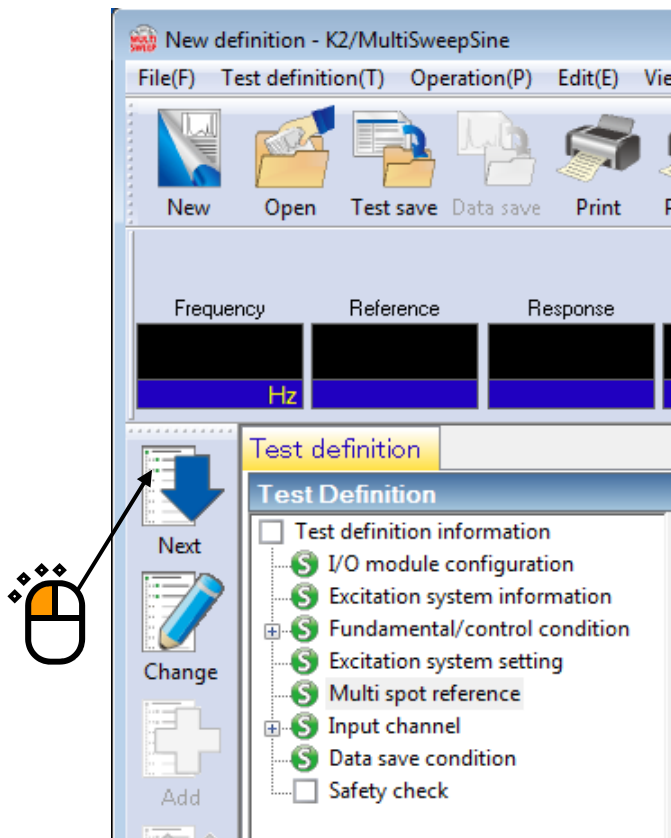 New definition - K2/MultiSweepSine
File(F) Test definition(T) Operation(P) Edit(E)
New Open Test save Data save Print
Frequency Reference Response
Hz
Test definition
Test Definition
Next
Test definition information
S I/O module configuration
S Excitation system information
S Fundamental/control condition
S Excitation system setting
Change
S Multi spot reference
S Input channel
S Data save condition
Add
Safety check